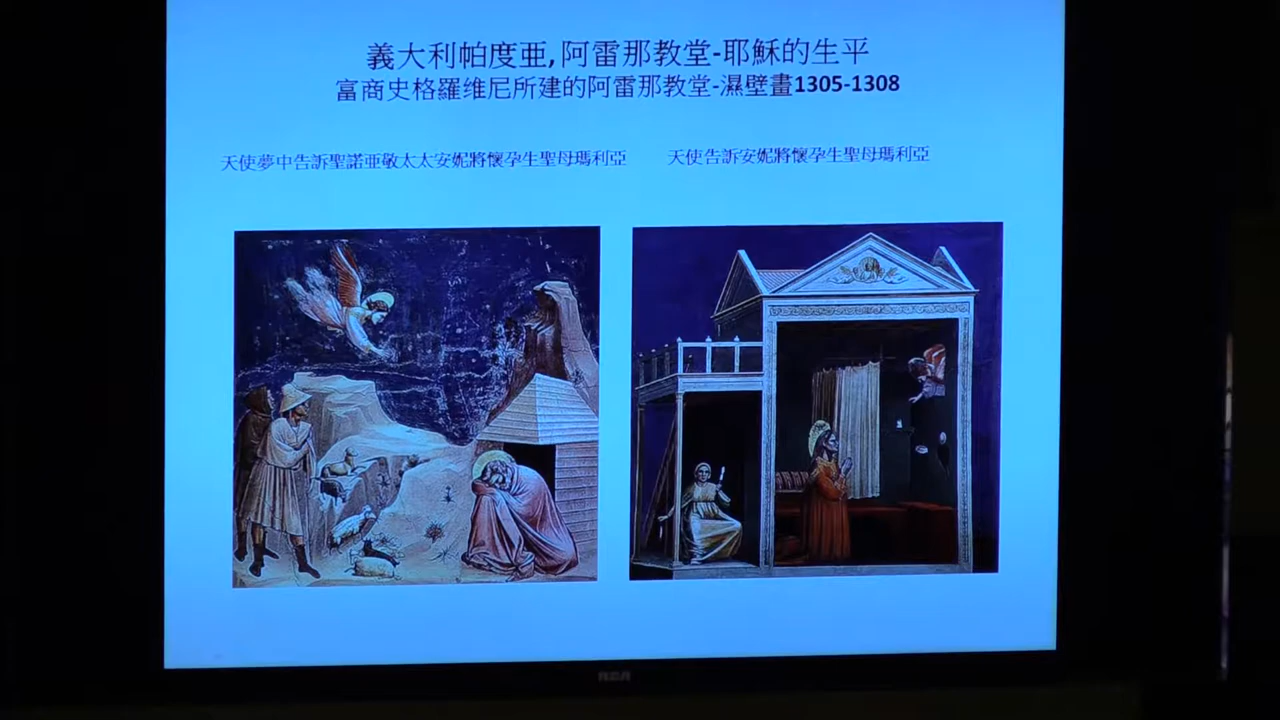 義大利帕度亜,阿雷那教堂-耶穌的生平
富商史格羅维尼所建的阿雷那教堂-濕壁畫1305-1308
天使夢中告訴聖諾亜敬太太安妮將懷孕生聖母瑪利亞
天使告訴安妮將懷孕生聖母瑪利亞
RCA